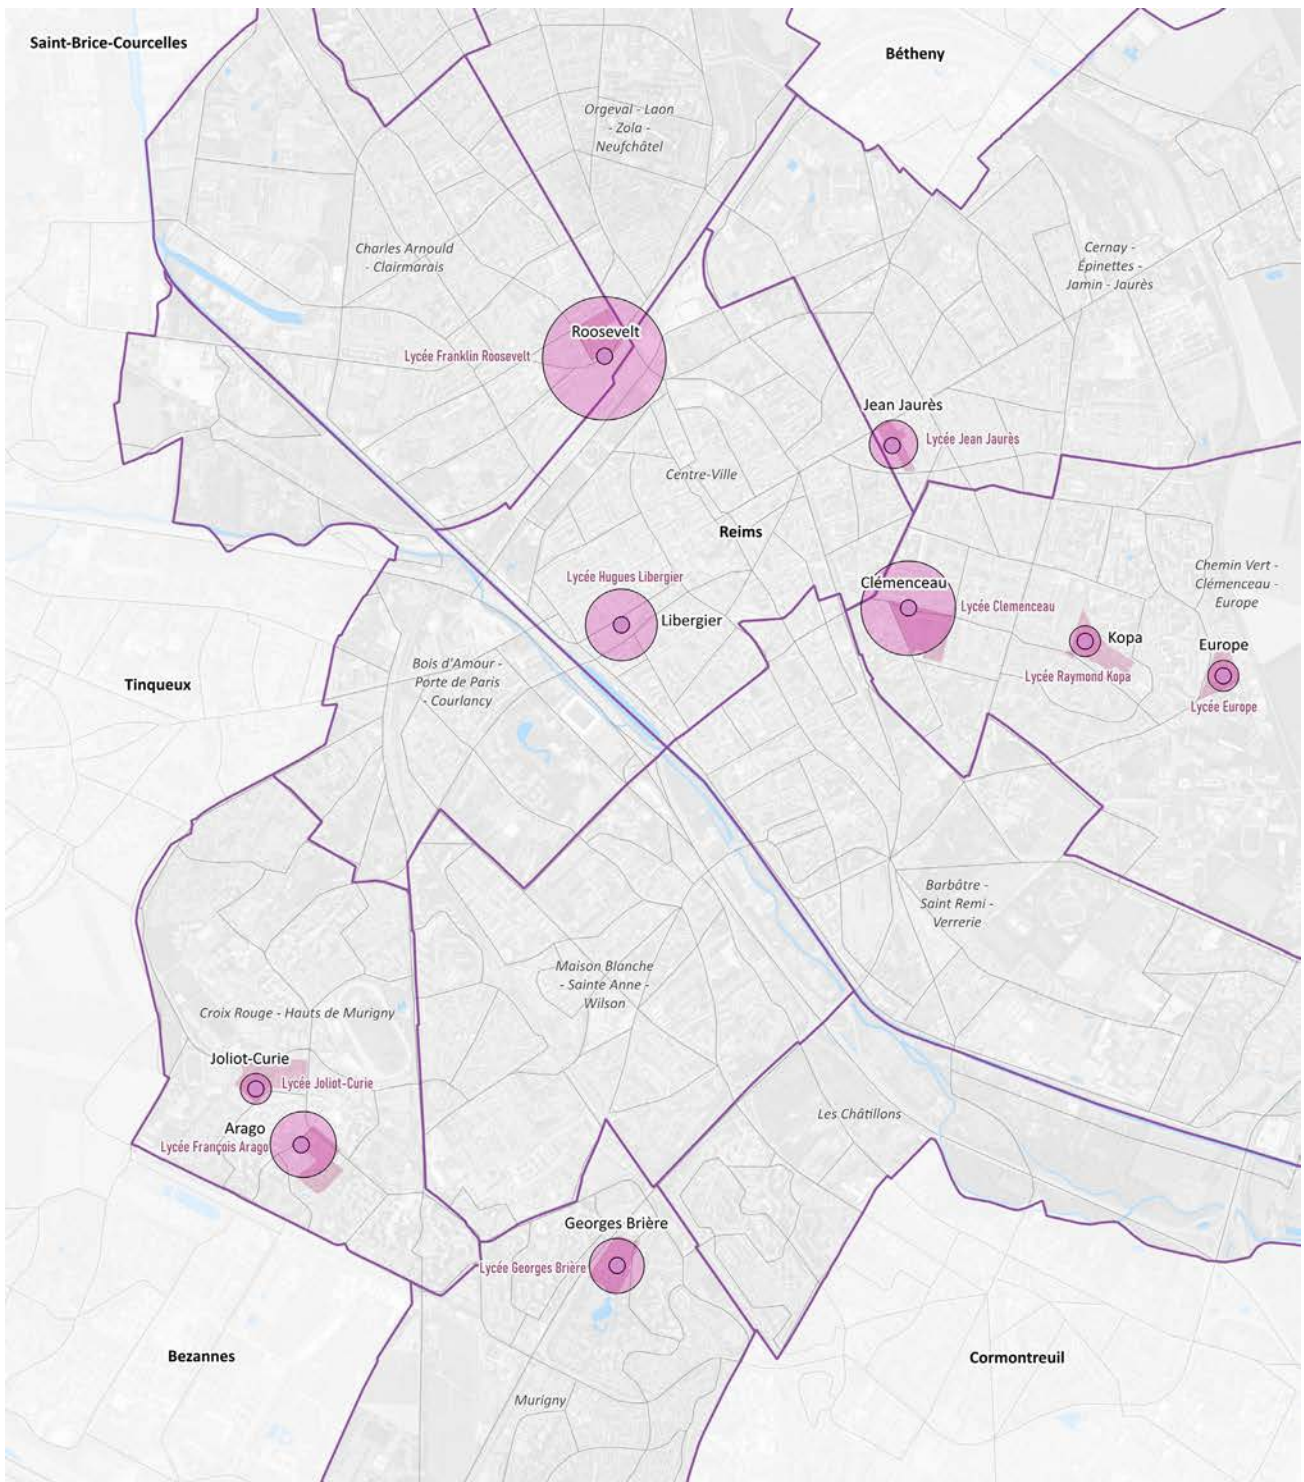 Saint-Brice-Courcelles
Bétheny
Orgeval - Laon
- Zola -
Neufchâtel
Charles Arnould
- Clairmarais
Cernay -
Épinettes -
Jamin - Jaurès
Roosevelt
Lycée Franklin Roosevelt
Jean Jaurès
Lycée Jean Jaurès
Centre-Ville
Reims
Chemin Vert -
Clémenceau -
Europe
Lycée Hugues Libergier
Libergier
Clémenceau
Lycée Clemenceau
Kopa
Lycée Raymond Kopa
Europe
Lycée Europe
Bois d'Amour -
Porte de Paris
- Courlancy
Tinqueux
Barbâtre -
Saint Remi -
Verrerie
Maison Blanche
- Sainte Anne -
Wilson
Croix Rouge - Hauts de Murigny
Joliot-Curie
Lycée Joliot-Curie
Arago
Lycée François Arago
Les Châtillons
Georges Brière
Lycée Georges Brière
Bezannes
Cormontreuil
Murigny